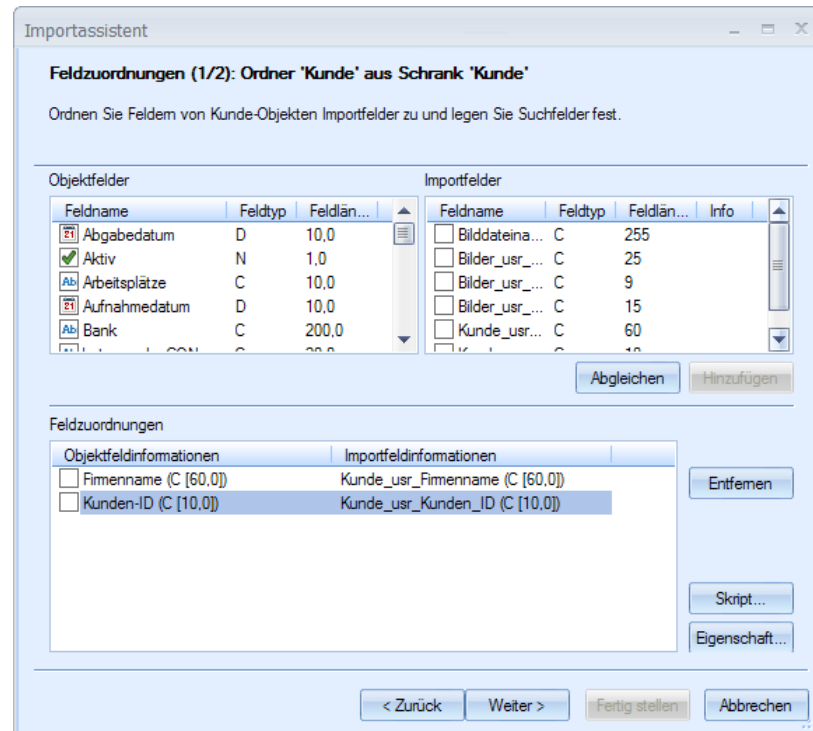 Importassistent
Feldzuordnungen (1/2): Ordner 'Kunde' aus Schrank 'Kunde'
Ordnen Sie Feldern von Kunde-Objekten Importfelder zu und legen Sie Suchfelder fest.
Objektfelder
Feldname Feldtyp Feldlän...
Abgabedatum D 10,0
Aktiv N 1,0
Arbeitsplätze C 10,0
Aufnahmedatum D 10,0
Bank C 200,0
Importfelder
Feldname Feldtyp Feldlän... Info
Bilddateina... C 255
Bilder_usr_... C 25
Bilder_usr_... C 9
Bilder_usr_... C 15
Kunde_usr... C 60
Abgleichen Hinzufügen
Feldzuordnungen
Objektfeldinformationen Importfeldinformationen
Firmenname (C [60,0]) Kunde_usr_Firmenname (C [60,0])
Kunden-ID (C [10,0]) Kunde_usr_Kunden_ID (C [10,0])
Entfernen
Skript...
Eigenschaft...
< Zurück Weiter > Fertig stellen Abbrechen